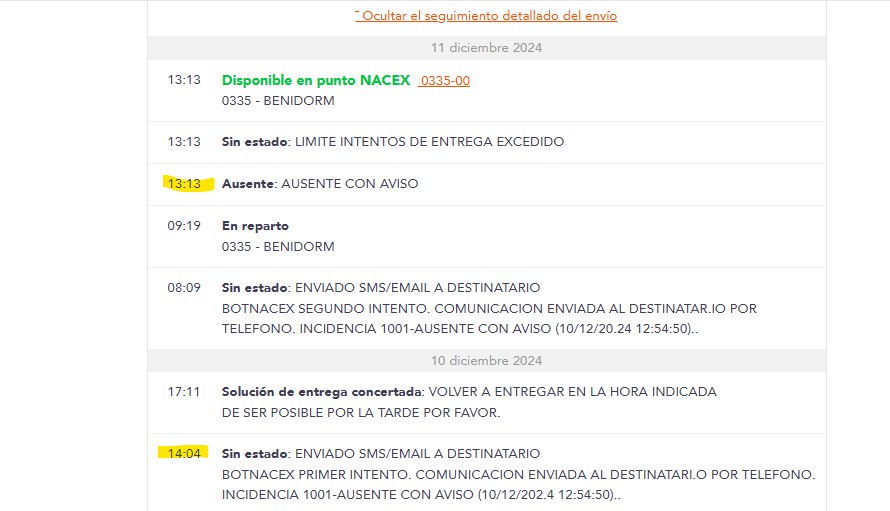 Ocultar el seguimiento detallado del envío
11 diciembre 2024
13:13 Disponible en punto NACEX 0335-00
0335 - BENIDORM
13:13 Sin estado: LIMITE INTENTOS DE ENTREGA EXCEDIDO
13:13 Ausente: AUSENTE CON AVISO
09:19 En reparto
0335 - BENIDORM
08:09 Sin estado: ENVIADO SMS/EMAIL A DESTINATARIO
BOTNACEX SEGUNDO INTENTO. COMUNICACION ENVIADA AL DESTINATAR.IO POR
TELEFONO. INCIDENCIA 1001-AUSENTE CON AVISO (10/12/20.24 12:54:50)..
10 diciembre 2024
17:11 Solución de entrega concertada: VOLVER A ENTREGAR EN LA HORA INDICADA
DE SER POSIBLE POR LA TARDE POR FAVOR.
14:04 Sin estado: ENVIADO SMS/EMAIL A DESTINATARIO
BOTNACEX PRIMER INTENTO. COMUNICACION ENVIADA AL DESTINATARI.O POR TELEFONO.
INCIDENCIA 1001-AUSENTE CON AVISO (10/12/202.4 12:54:50)..